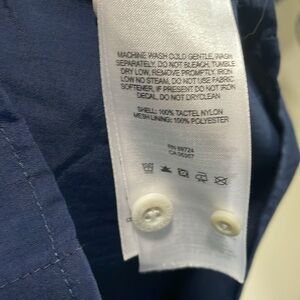 MACHINE WASH COLD GENTLE, WASH
SEPARATELY, DO NOT BLEACH, TUMBLE
DRY LOW, REMOVE PROMPTLY, IRON
LOW NO STEAM, DO NOT USE FABRIC
SOFTENER, IF PRESENT DO NOT IRON
DECAL, DO NOT DRYCLEAN
SHELL: 100% TACTEL NYLON
MESH LINING: 100% POLYESTER
RN 69724
CA 05367